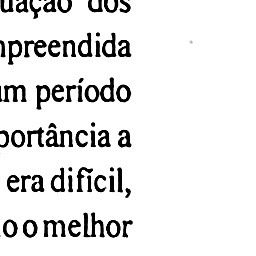 uação dos
mpreendida
um período
portância a
era difícil,
o o melhor